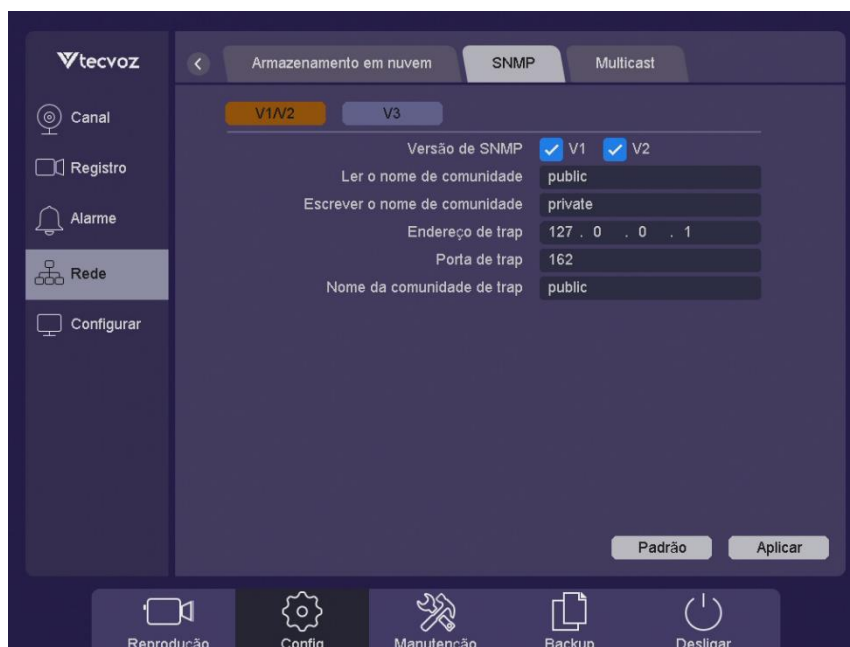 tecvoz
Armazenamento em nuvem
SNMP
Multicast
Canal
Registro
Alarme
Rede
Configurar
V1/V2
V3
Versão de SNMP V1 V2
Ler o nome de comunidade public
Escrever o nome de comunidade private
Endereço de trap 127 . 0 . 0 . 1
Porta de trap 162
Nome da comunidade de trap public
Padrão
Aplicar
Reprodução
Config
Manutenção
Backup
Desligar